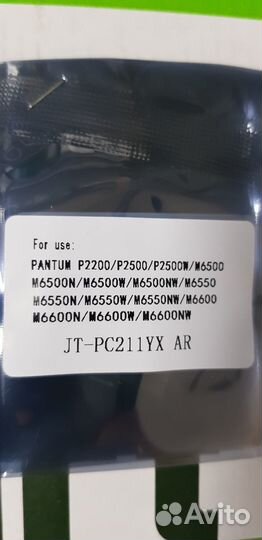 For use:
PANTUM P2200/P2500/P2500W/M6500
M6500N/M6500W/M6500NW/M6550
M6550N/M6550W/M6550NW/M6600
M6600N/M6600W/M6600NW
JT-PC211YX AR
Avito